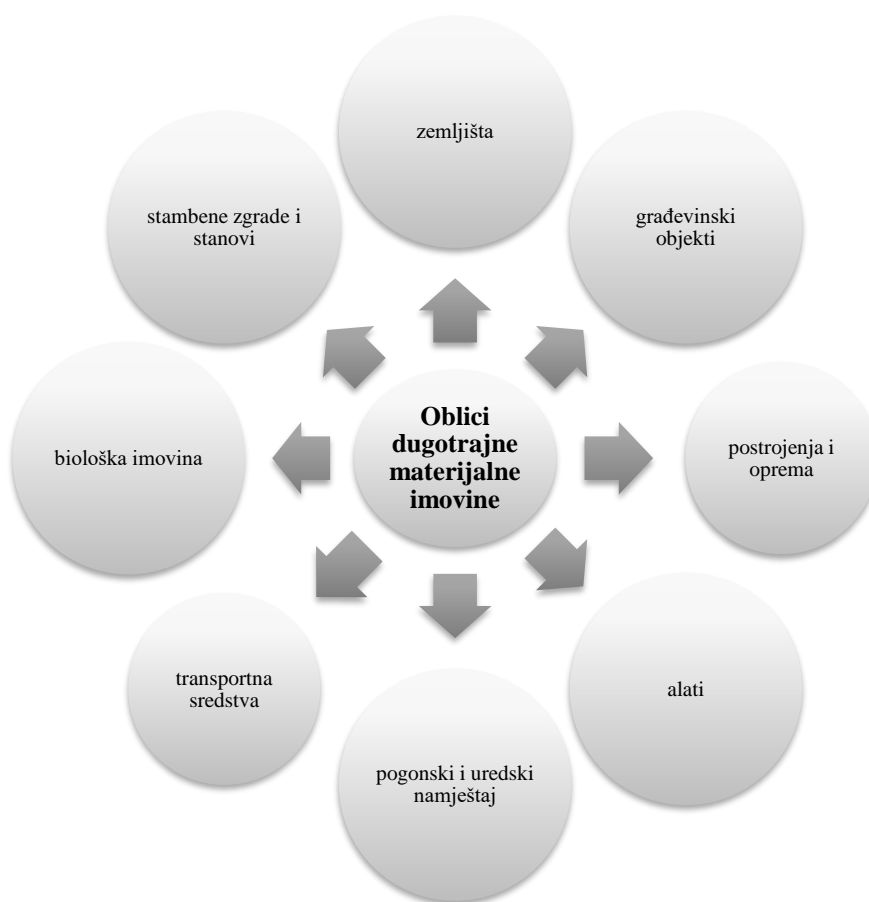 zemljišta
građevinski
objekti
postrojenja i
oprema
alati
pogonski i uredski
namještaj
transportna
sredstva
biološka imovina
stambene zgrade i
stanovi
Oblici
dugotrajne
materijalne
imovine